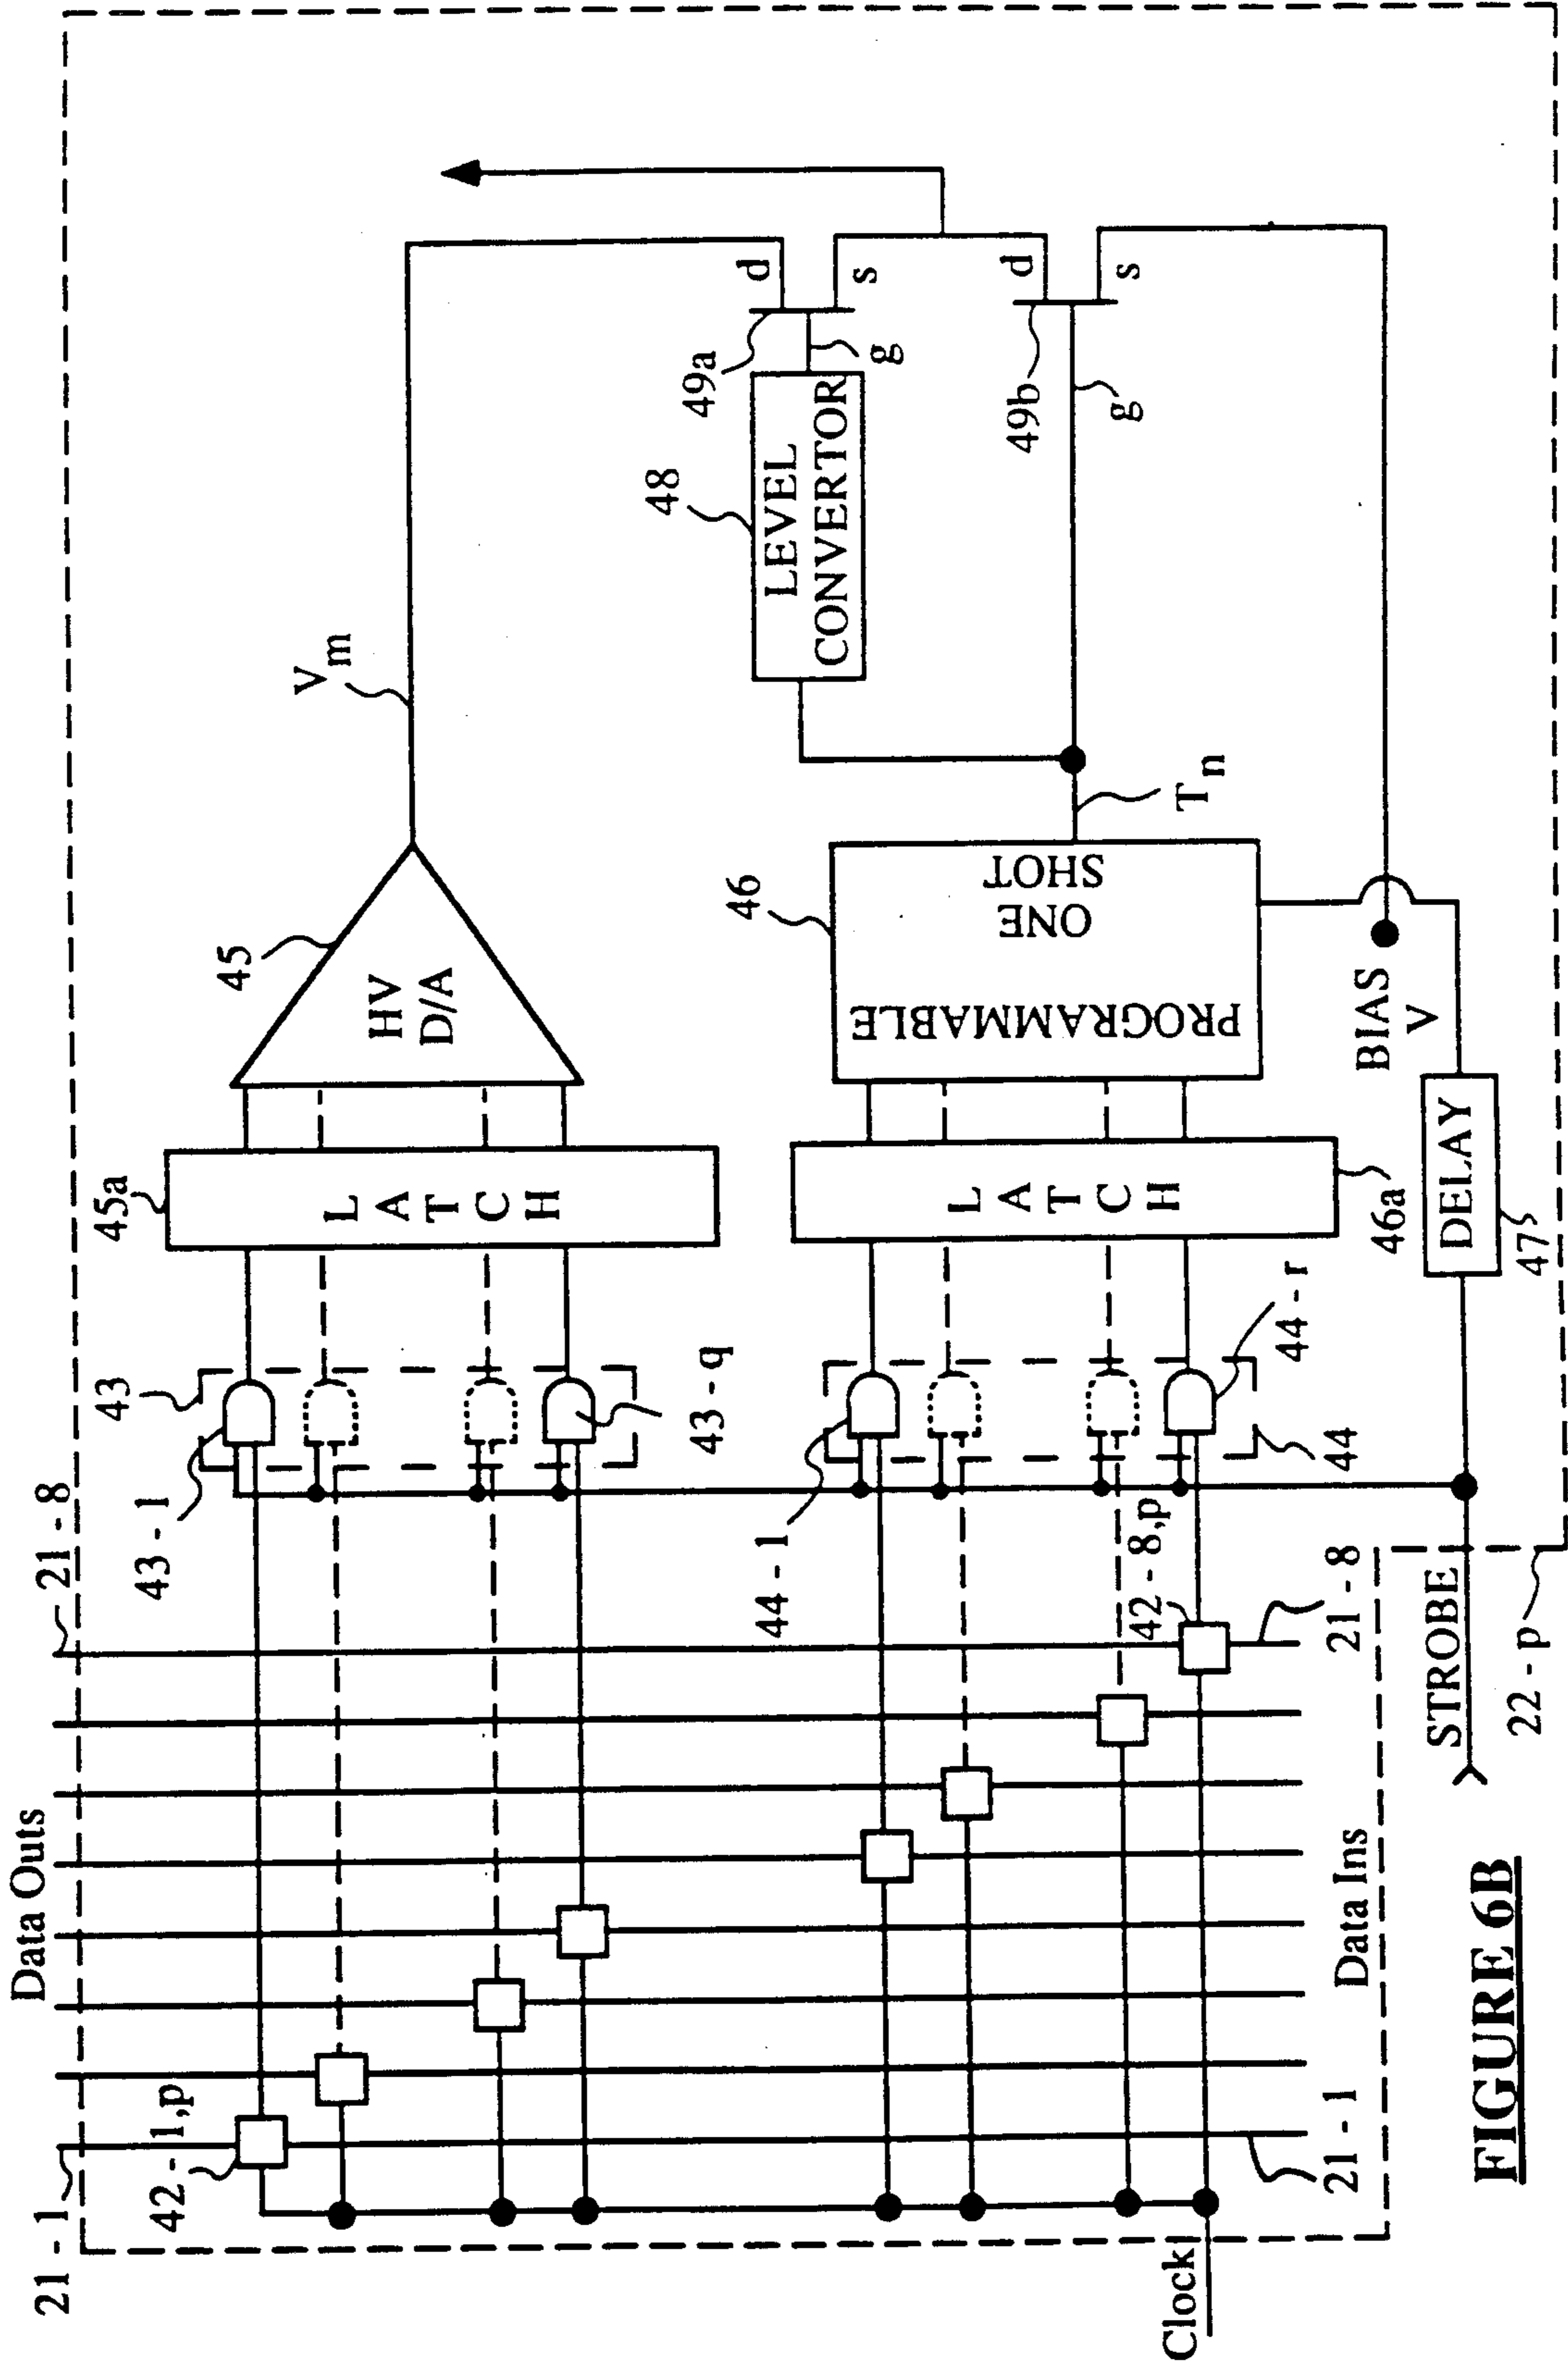 21 - 1
Data Outs
21 - 8
42 - 1,p
43 - 1
43
45a
45
V
m
L
A
T
C
H
HV
D/A
43 - q
48
LEVEL
CONVERTOR
49a
d
s
g
44 - 1
46
L
A
T
C
H
PROGRAMMABLE
ONE
SHOT
T
n
49b
d
s
g
42 - 8,p
44 - r
44
46a
Clock
21 - 1
Data Ins
21 - 8
STROBE
DELAY
47
BIAS
V
22 - p
FIGURE 6B